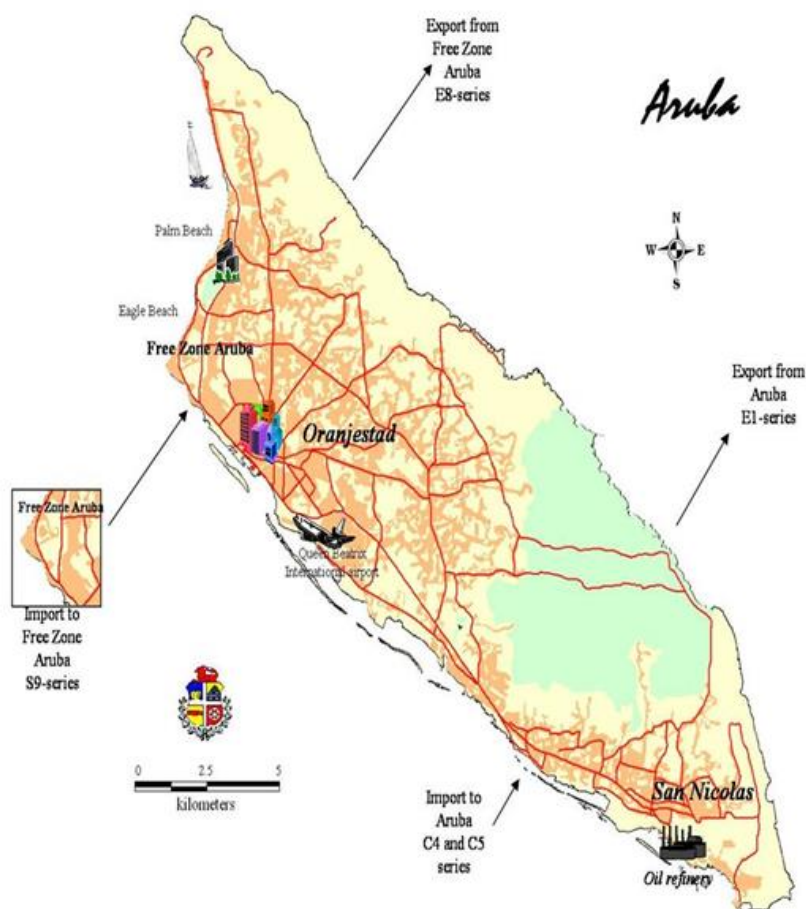 Export from
Free Zone
Aruba
E8-series
Aruba
N
W E
S
Palm Beach
Eagle Beach
Free Zone Aruba
Export from
Aruba
E1-series
Oranjestad
Free Zone Aruba
Queen Beatrix
International airport
Import to
Free Zone
Aruba
S9-series
0 2.5 5
kilometers
Import to
Aruba
C4 and C5
series
San Nicolas
Oil refinery